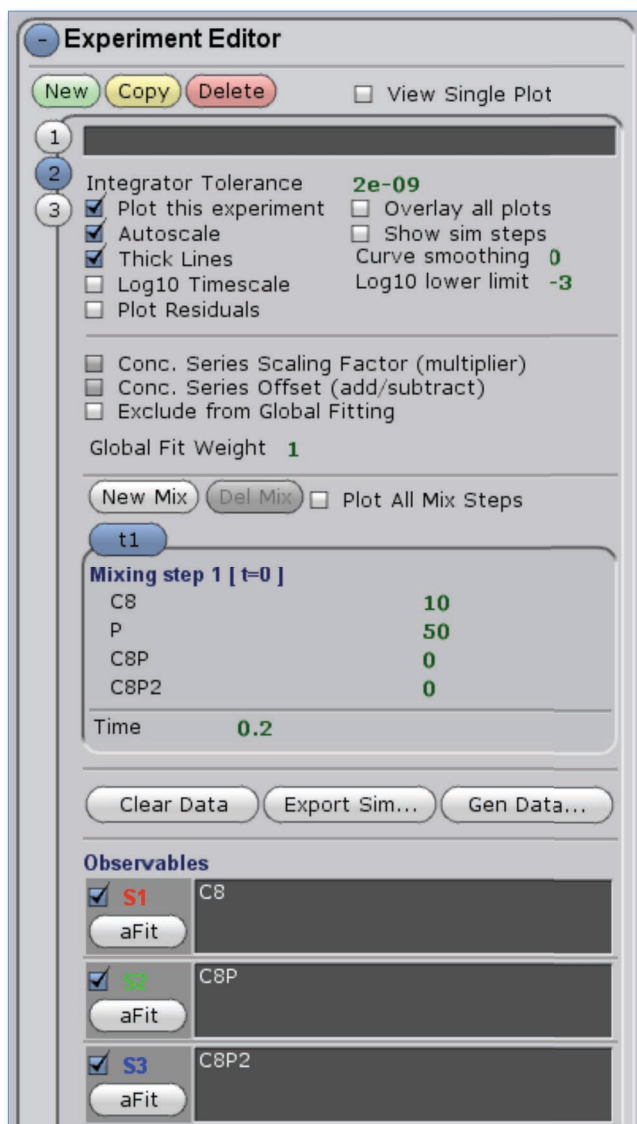 - Experiment Editor
New Copy Delete View Single Plot
1
2
3
Integrator Tolerance 2e-09
Plot this experiment Overlay all plots
Autoscale Show sim steps
Thick Lines Curve smoothing 0
Log10 Timescale Log10 lower limit -3
Plot Residuals
Conc. Series Scaling Factor (multiplier)
Conc. Series Offset (add/subtract)
Exclude from Global Fitting
Global Fit Weight 1
New Mix Del Mix Plot All Mix Steps
t1
Mixing step 1 [ t=0 ]
C8 10
P 50
C8P 0
C8P2 0
Time 0.2
Clear Data Export Sim... Gen Data...
Observables
S1 C8
aFit
S2 C8P
aFit
S3 C8P2
aFit